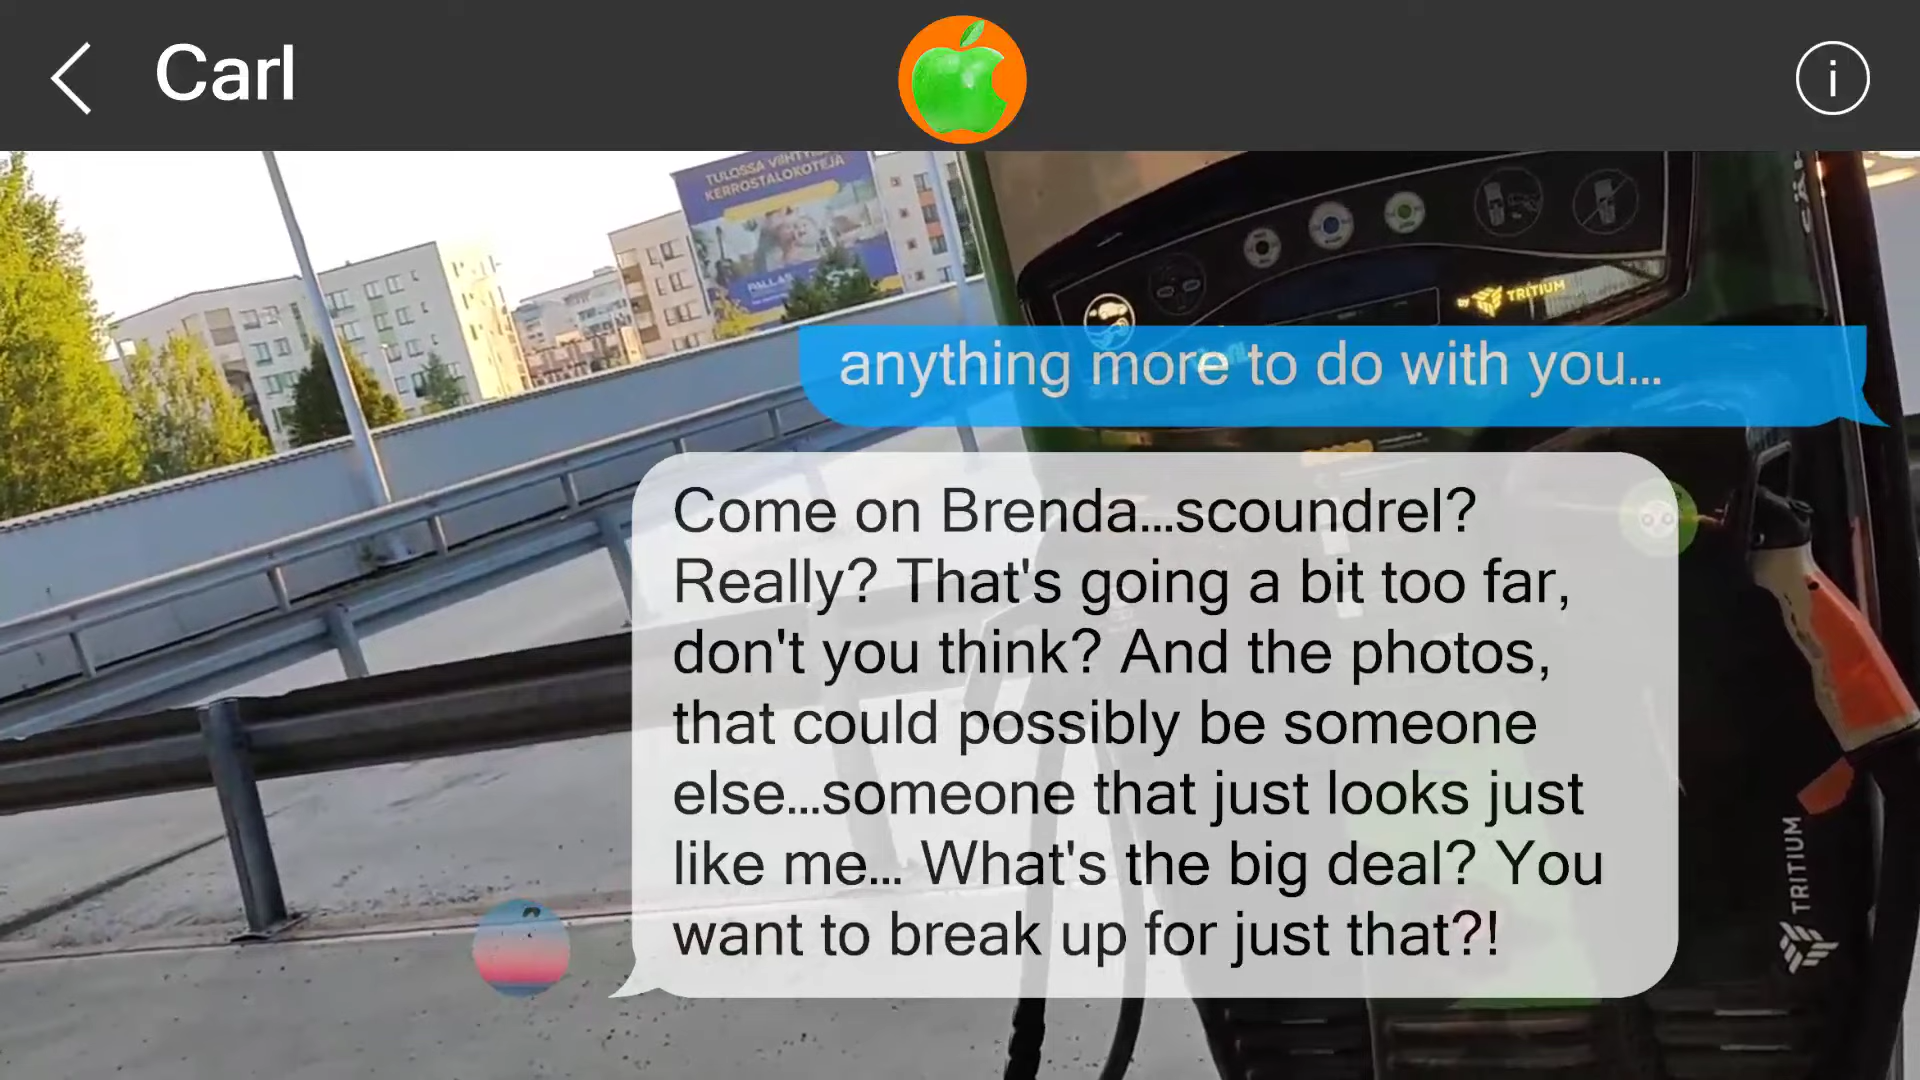 Carl
i
TULOSSA VIIHTYISIÄ
KERROSTALOKOTEJA
by TRITIUM
anything more to do with you...
Come on Brenda...scoundrel?
Really? That's going a bit too far,
don't you think? And the photos,
that could possibly be someone
else...someone that just looks just
like me... What's the big deal? You
want to break up for just that?!
TRITIUM